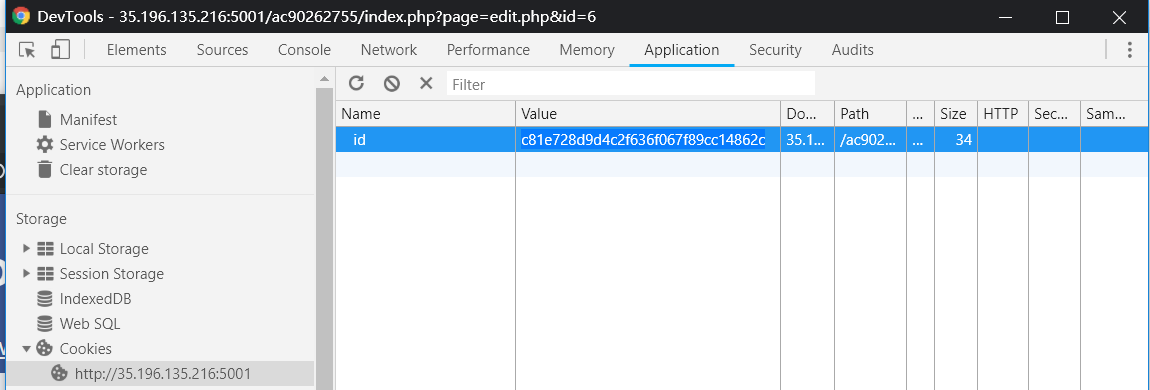 DevTools - 35.196.135.216:5001/ac90262755/index.php?page=edit.php&id=6
Elements Sources Console Network Performance Memory Application Security Audits
Application
Manifest
Service Workers
Clear storage
Storage
Local Storage
Session Storage
IndexedDB
Web SQL
Cookies
http://35.196.135.216:5001
Filter
Name Value Do... Path ... Size HTTP Sec... Sam...
id c81e728d9d4c2f636f067f89cc14862c 35.1... /ac902... ... 34